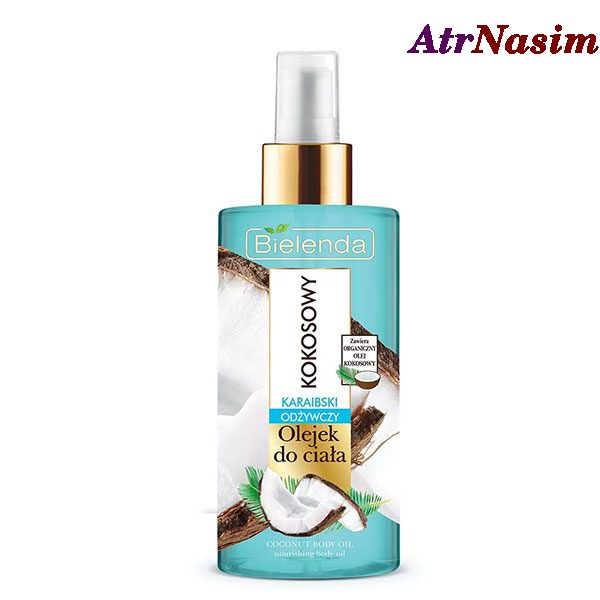 AtrNasim
Bielenda
KOKOSOWY
Zawiera
ORGANICZNY
OLEJ
KOKOSOWY
KARAIBSKI
ODŻYWCZY
Olejek
do ciała
COCONUT BODY OIL
nourishing body oil